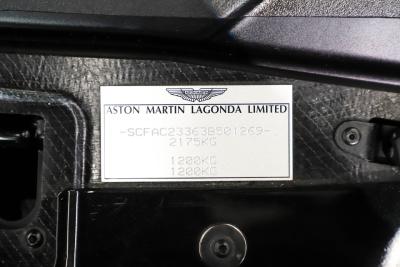 ASTON MARTIN LAGONDA LIMITED
-SCFAC23363B501269-
2175KG
1200KG
1200KG